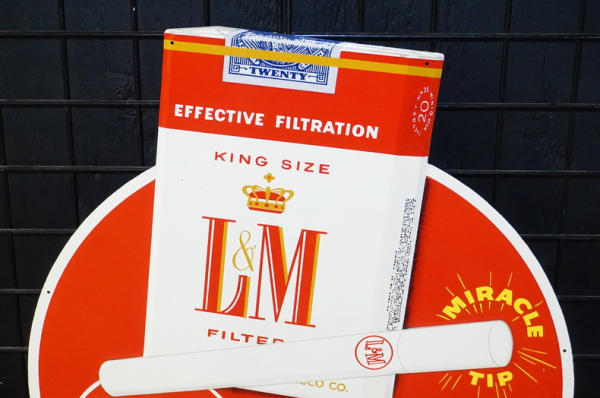 TWENTY
EFFECTIVE FILTRATION
20
KING SIZE
L&M
FILTER
L&M
CO.
MIRACLE
TIP